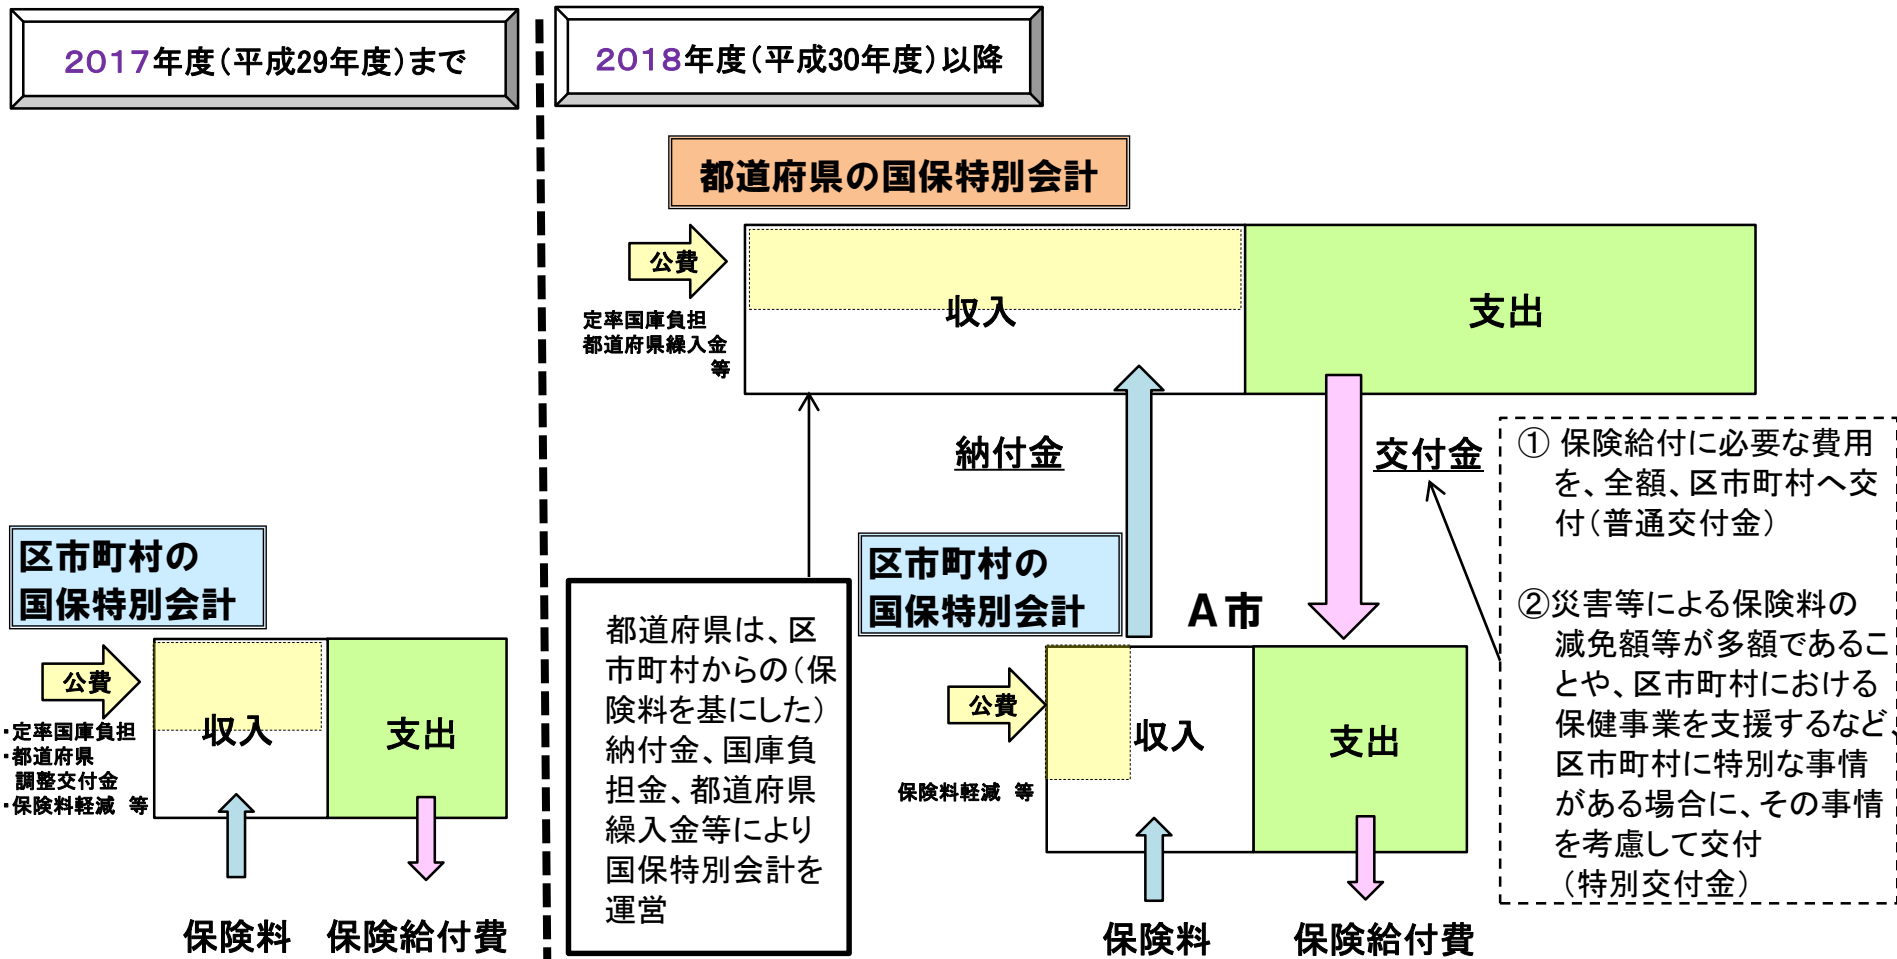 2017年度(平成29年度)まで
区市町村の
国保特別会計
公費
・定率国庫負担
・都道府県
調整交付金
・保険料軽減 等
収入
支出
保険料
保険給付費
2018年度(平成30年度)以降
都道府県の国保特別会計
公費
定率国庫負担
都道府県繰入金
等
収入
支出
納付金
交付金
都道府県は、区
市町村からの(保
険料を基にした)
納付金、国庫負
担金、都道府県
繰入金等により
国保特別会計を
運営
区市町村の
国保特別会計
A市
公費
保険料軽減 等
収入
支出
保険料
保険給付費
① 保険給付に必要な費用
を、全額、区市町村へ交
付(普通交付金)
②災害等による保険料の
減免額等が多額であるこ
とや、区市町村における
保健事業を支援するなど、
区市町村に特別な事情
がある場合に、その事情
を考慮して交付
(特別交付金)